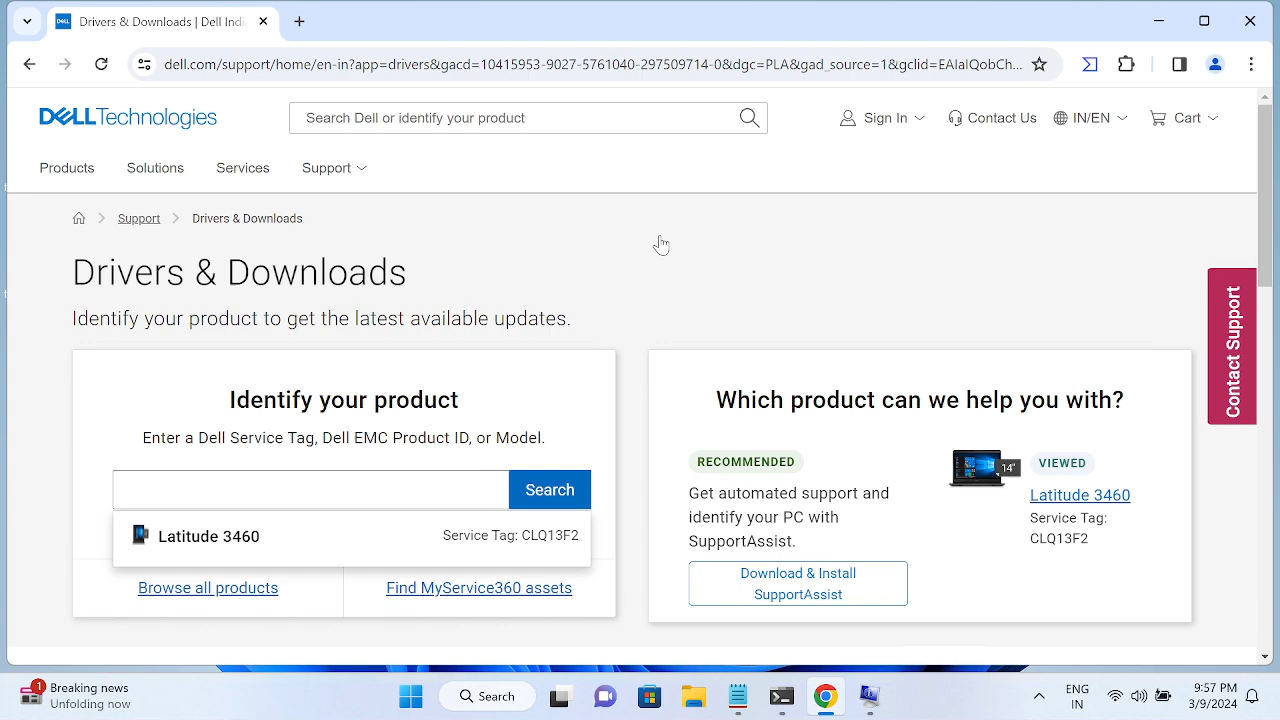 Drivers & Downloads | Dell Indi
dell.com/support/home/en-in?app=drivers&gacd=10415953-9027-5761040-297509714-0&dgc=PLA&gad_source=1&gclid=EAIaIQobCh...
DELLTechnologies
Search Dell or identify your product
Sign In
Contact Us
IN/EN
Cart
Products
Solutions
Services
Support
Support
Drivers & Downloads
Drivers & Downloads
Identify your product to get the latest available updates.
Identify your product
Enter a Dell Service Tag, Dell EMC Product ID, or Model.
Search
Latitude 3460
Service Tag: CLQ13F2
Browse all products
Find MyService360 assets
Which product can we help you with?
RECOMMENDED
Get automated support and
identify your PC with
SupportAssist.
Download & Install
SupportAssist
14"
VIEWED
Latitude 3460
Service Tag:
CLQ13F2
Contact Support
1
Breaking news
Unfolding now
Search
ENG
IN
9:57 PM
3/9/2024